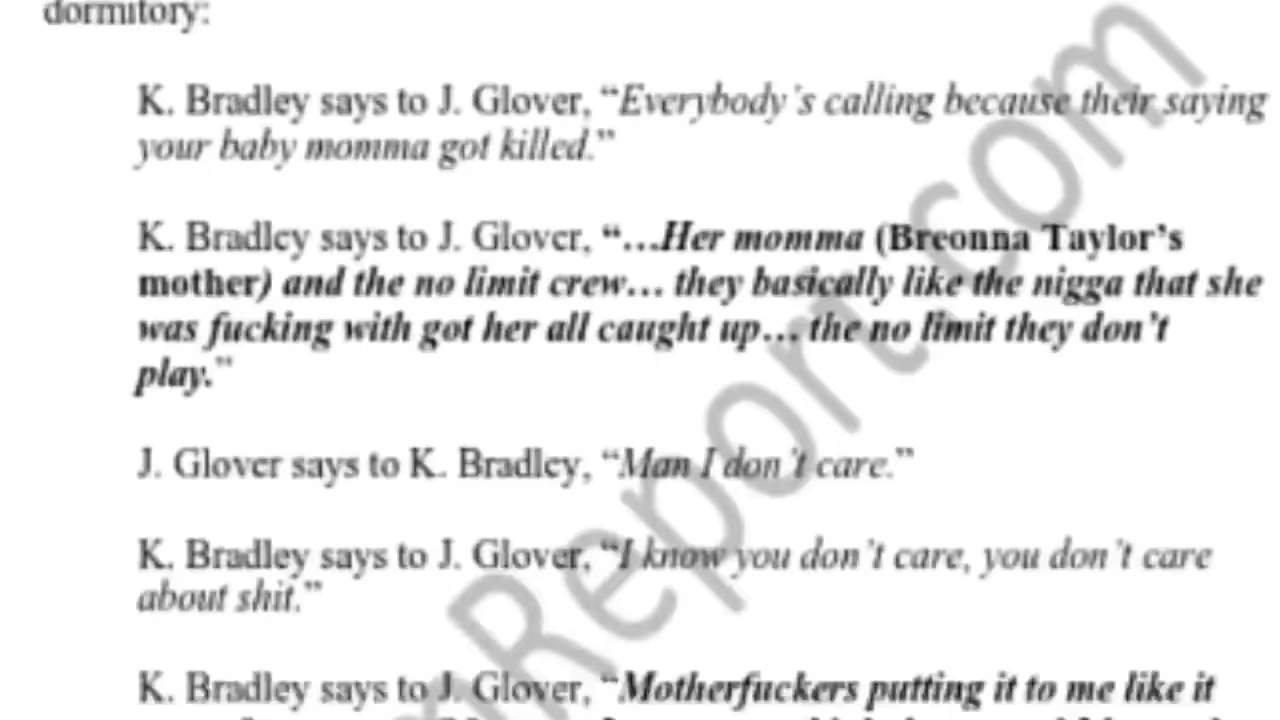 dormitory:
K. Bradley says to J. Glover, “Everybody’s calling because their saying
your baby momma got killed.”
K. Bradley says to J. Glover, “…Her momma (Breonna Taylor’s
mother) and the no limit crew… they basically like the nigga that she
was fucking with got her all caught up… the no limit they don’t
play.”
J. Glover says to K. Bradley, “Man I don’t care.”
K. Bradley says to J. Glover, “I know you don’t care, you don’t care
about shit.”
K. Bradley says to J. Glover, “Motherfuckers putting it to me like it
Report.com